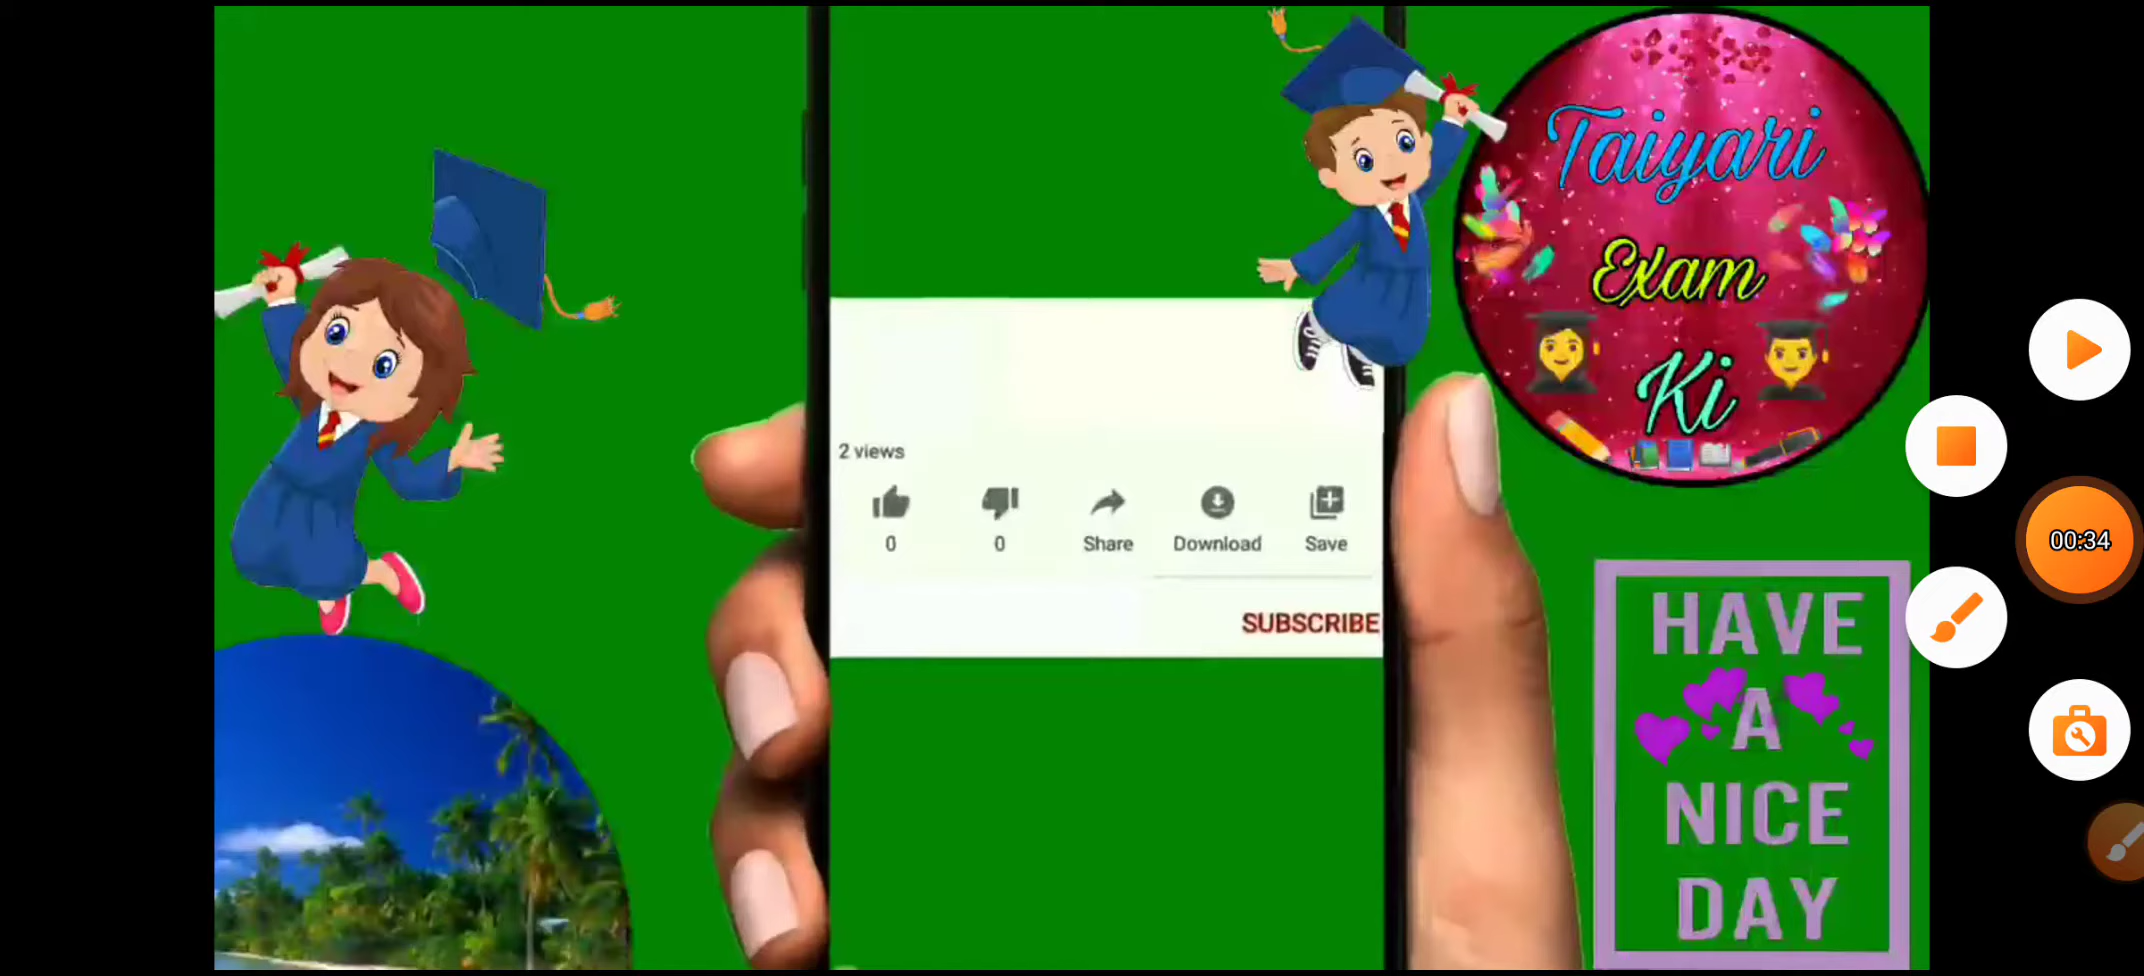 Taiyari
Exam
Ki
2 views
0
0
Share
Download
Save
SUBSCRIBE
00:34
HAVE
A
NICE
DAY